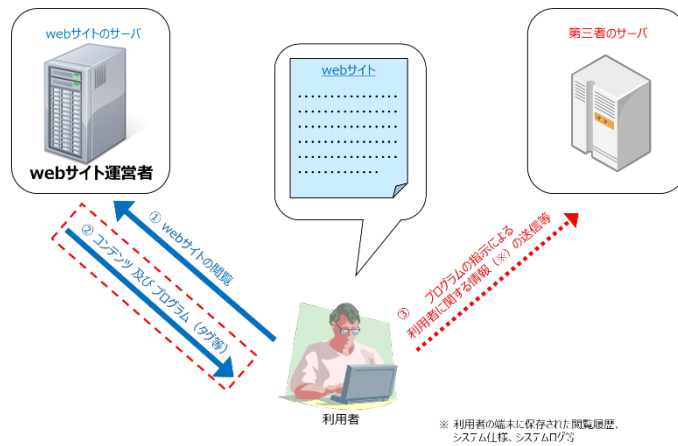 webサイトのサーバ
webサイト運営者
webサイト
第三者のサーバ
① webサイトの閲覧
② コンテンツ 及び プログラム（タグ等）
③ プログラムの指示による
利用者に関する情報（※）の送信等
利用者
※ 利用者の端末に保存された閲覧履歴、
システム仕様、システムログ等